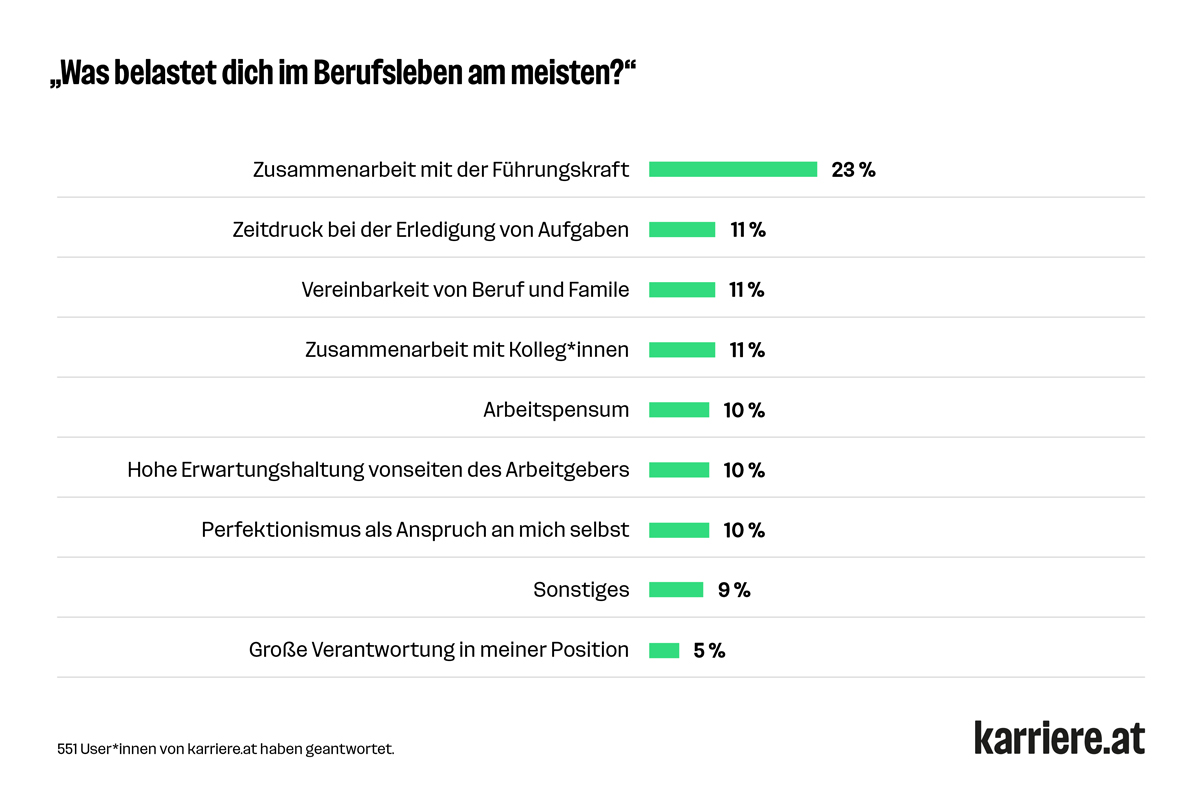 „Was belastet dich im Berufsleben am meisten?“
Zusammenarbeit mit der Führungskraft 23 %
Zeitdruck bei der Erledigung von Aufgaben 11 %
Vereinbarkeit von Beruf und Famile 11 %
Zusammenarbeit mit Kolleg*innen 11 %
Arbeitspensum 10 %
Hohe Erwartungshaltung vonseiten des Arbeitgebers 10 %
Perfektionismus als Anspruch an mich selbst 10 %
Sonstiges 9 %
Große Verantwortung in meiner Position 5 %
551 User*innen von karriere.at haben geantwortet.
karriere.at